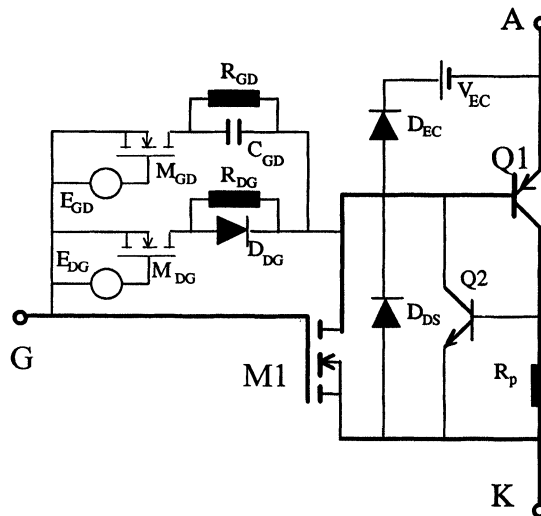 A
R_GD
V_EC
D_EC
C_GD
Q1
M_GD
R_DG
E_GD
E_DG
D_DG
M_DG
Q2
D_DS
G
M1
R_p
K